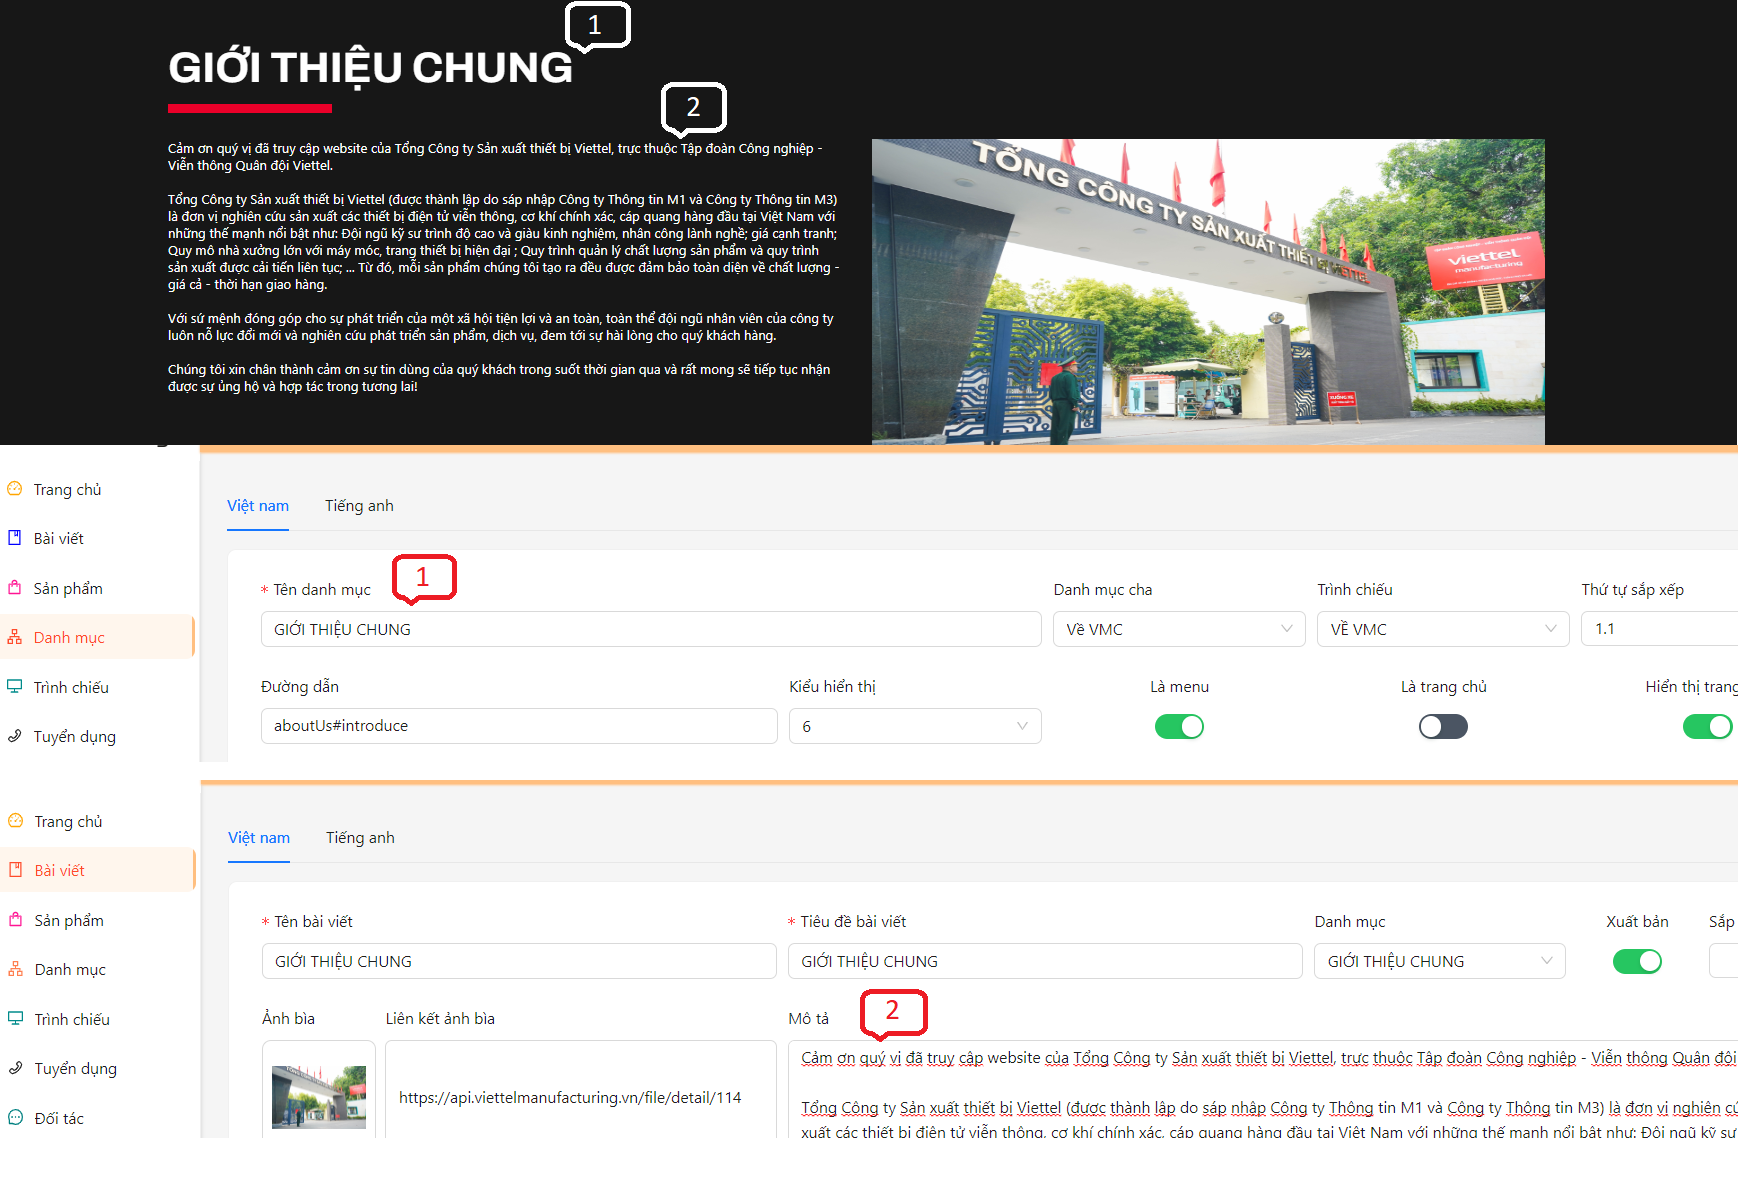 1
GIỚI THIỆU CHUNG
2
Cảm ơn quý vị đã truy cập website của Tổng Công ty Sản xuất thiết bị Viettel, trực thuộc Tập đoàn Công nghiệp -
Viễn thông Quân đội Viettel.
Tổng Công ty Sản xuất thiết bị Viettel (được thành lập do sáp nhập Công ty Thông tin M1 và Công ty Thông tin M3)
là đơn vị nghiên cứu sản xuất các thiết bị điện tử viễn thông, cơ khí chính xác, cáp quang hàng đầu tại Việt Nam với
những thế mạnh nổi bật như: Đội ngũ kỹ sư trình độ cao và giàu kinh nghiệm, nhân công lành nghề; giá cạnh tranh;
Quy mô nhà xưởng lớn với máy móc, trang thiết bị hiện đại ; Quy trình quản lý chất lượng sản phẩm và quy trình
sản xuất được cải tiến liên tục; ... Từ đó, mỗi sản phẩm chúng tôi tạo ra đều được đảm bảo toàn diện về chất lượng -
giá cả - thời hạn giao hàng.
Với sứ mệnh đóng góp cho sự phát triển của một xã hội tiện lợi và an toàn, toàn thể đội ngũ nhân viên của công ty
luôn nỗ lực đổi mới và nghiên cứu phát triển sản phẩm, dịch vụ, đem tới sự hài lòng cho quý khách hàng.
Chúng tôi xin chân thành cảm ơn sự tin dùng của quý khách trong suốt thời gian qua và rất mong sẽ tiếp tục nhận
được sự ủng hộ và hợp tác trong tương lai!
TỔNG CÔNG TY SẢN XUẤT THIẾT BỊ VIETTEL
viettel
manufacturing
Trang chủ
Bài viết
Sản phẩm
Danh mục
Trình chiếu
Tuyển dụng
Việt nam Tiếng anh
1
* Tên danh mục Danh mục cha Trình chiếu Thứ tự sắp xếp
GIỚI THIỆU CHUNG Về VMC VỀ VMC 1.1
Đường dẫn Kiểu hiển thị Là menu Là trang chủ Hiển thị trang
aboutUs#introduce 6
Trang chủ
Bài viết
Sản phẩm
Danh mục
Trình chiếu
Tuyển dụng
Đối tác
Việt nam Tiếng anh
* Tên bài viết * Tiêu đề bài viết Danh mục Xuất bản Sắp
GIỚI THIỆU CHUNG GIỚI THIỆU CHUNG GIỚI THIỆU CHUNG
Ảnh bìa Liên kết ảnh bìa Mô tả 2
https://api.viettelmanufacturing.vn/file/detail/114
Cảm ơn quý vị đã truy cập website của Tổng Công ty Sản xuất thiết bị Viettel, trực thuộc Tập đoàn Công nghiệp - Viễn thông Quân đội
Tổng Công ty Sản xuất thiết bị Viettel (được thành lập do sáp nhập Công ty Thông tin M1 và Công ty Thông tin M3) là đơn vị nghiên cứ
xuất các thiết bị điện tử viễn thông, cơ khí chính xác, cáp quang hàng đầu tại Việt Nam với những thế mạnh nổi bật như: Đội ngũ kỹ sư